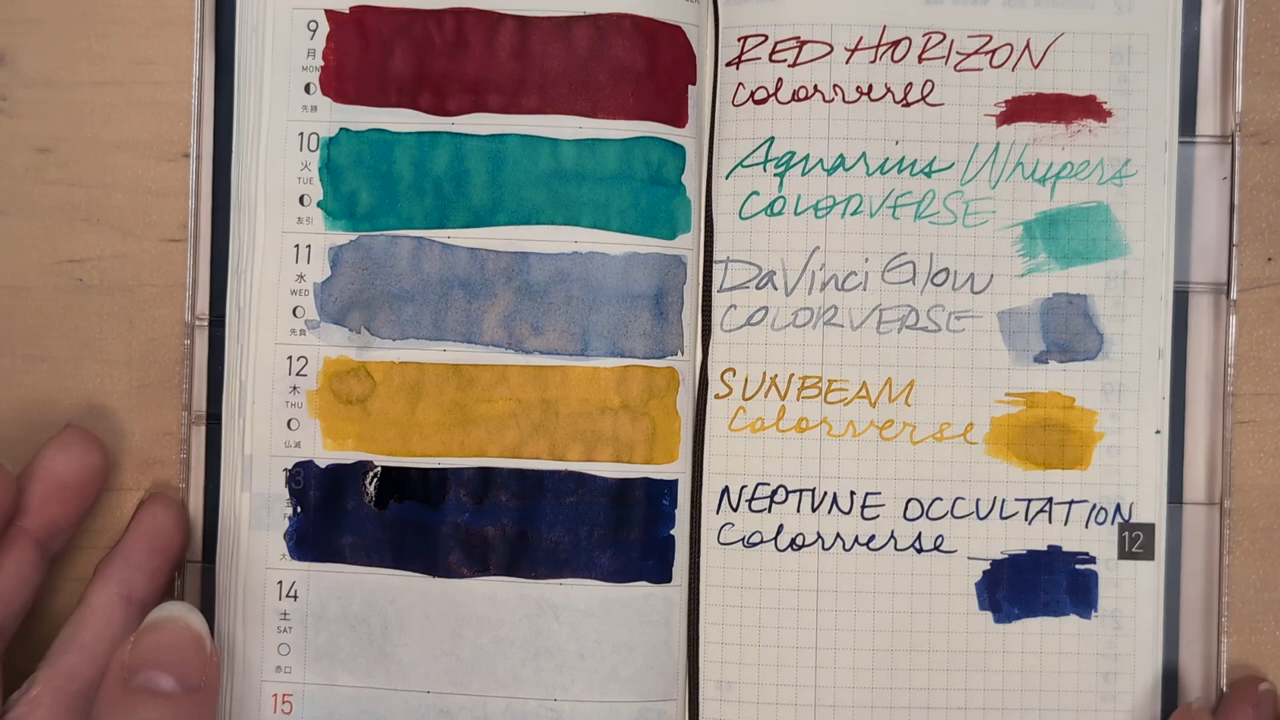 9
月
MON
先勝
10
火
TUE
友引
11
水
WED
先負
12
木
THU
仏滅
13
14
土
SAT
赤口
15
RED HORIZON
colorverse
Aquarius Whispers
COLORVERSE
DaVinci Glow
COLORVERSE
SUNBEAM
Colorverse
NEPTUNE OCCULTATION
Colorverse
12